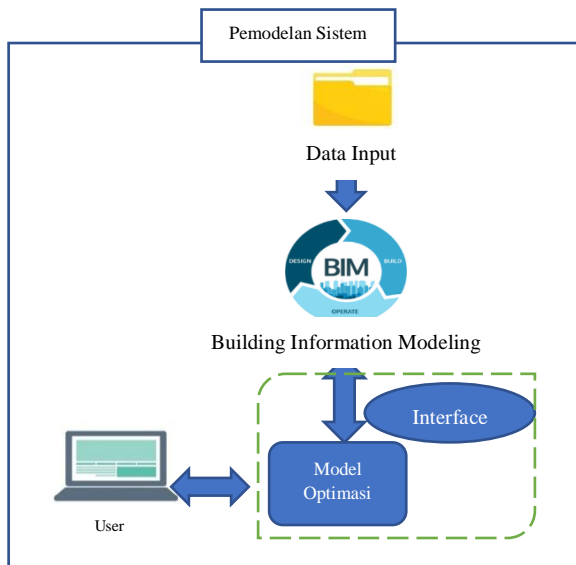 Pemodelan Sistem
Data Input
DESIGN
BIM
BUILD
OPERATE
Building Information Modeling
Interface
Model
Optimasi
User